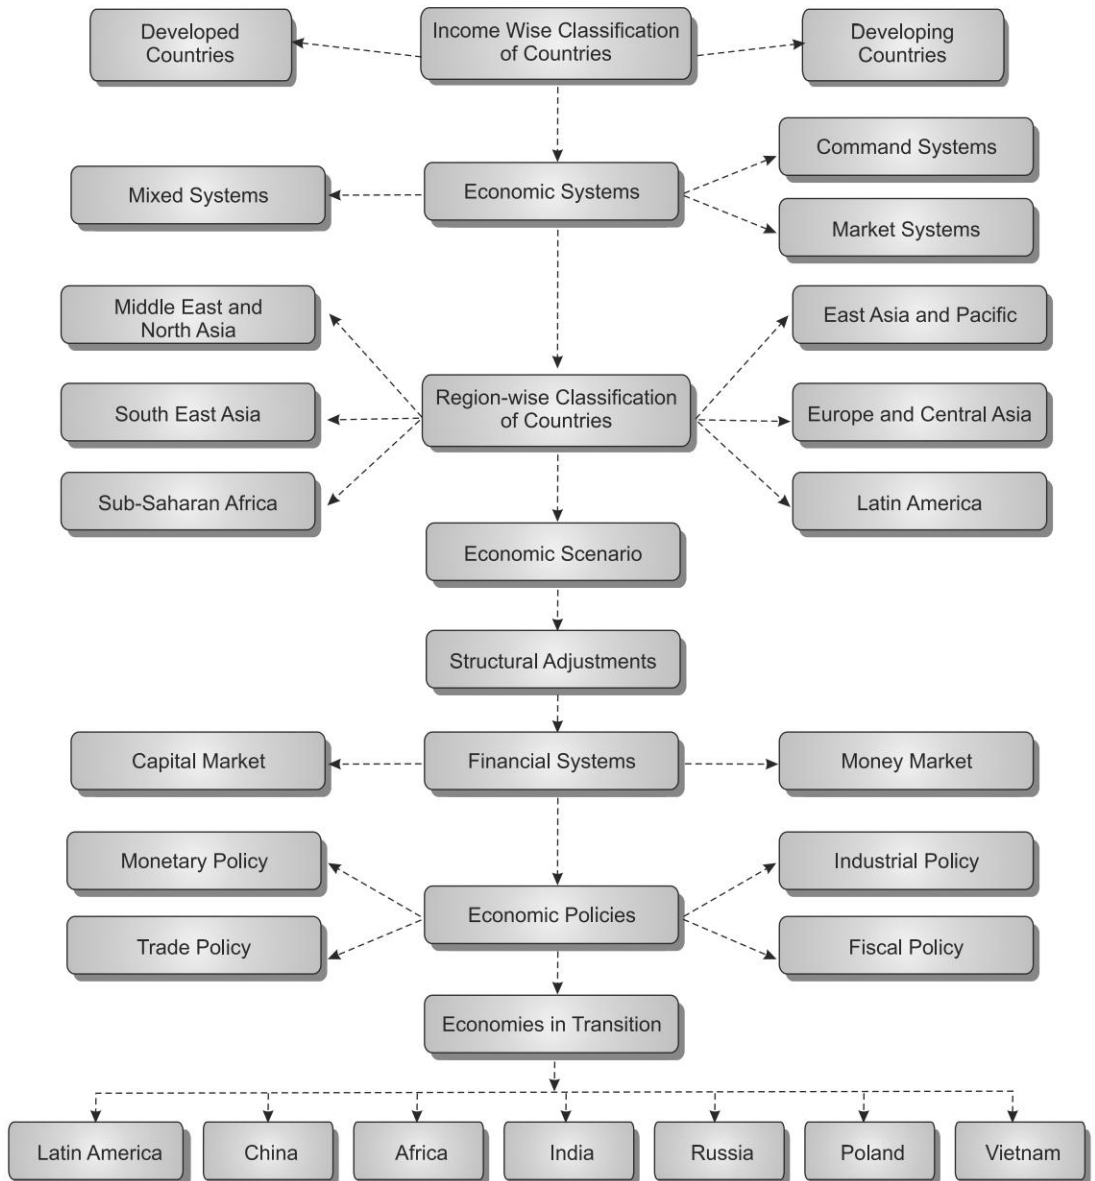 Developed
Countries
Income Wise Classification
of Countries
Developing
Countries
Mixed Systems
Economic Systems
Command Systems
Market Systems
Middle East and
North Asia
South East Asia
Sub-Saharan Africa
Region-wise Classification
of Countries
East Asia and Pacific
Europe and Central Asia
Latin America
Economic Scenario
Structural Adjustments
Capital Market
Financial Systems
Money Market
Monetary Policy
Trade Policy
Economic Policies
Industrial Policy
Fiscal Policy
Economies in Transition
Latin America
China
Africa
India
Russia
Poland
Vietnam